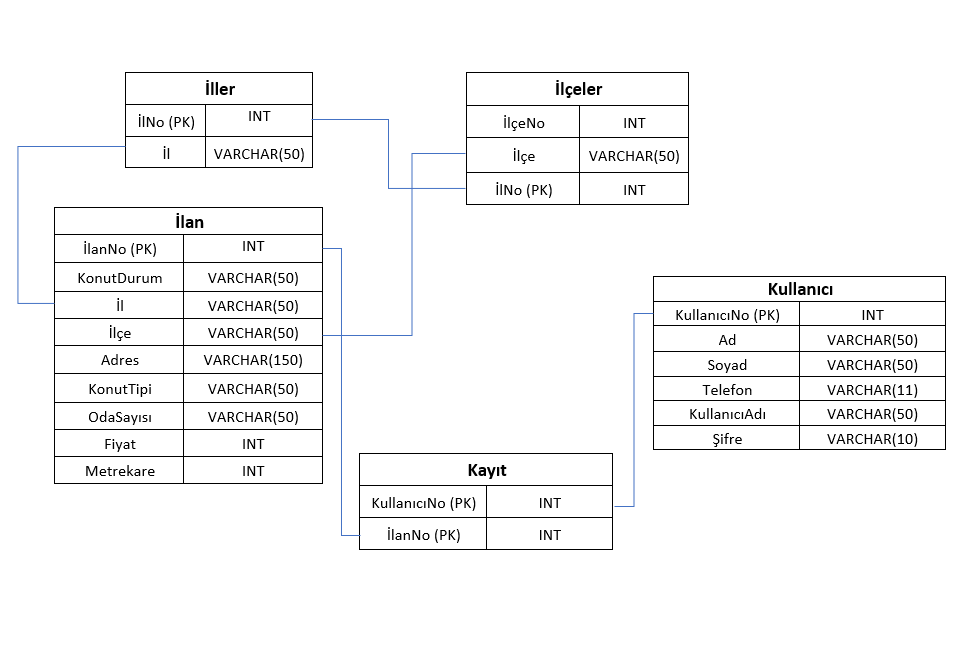 İller
İlNo (PK) INT
İl VARCHAR(50)
İlçeler
İlçeNo INT
İlçe VARCHAR(50)
İlNo (PK) INT
İlan
İlanNo (PK) INT
KonutDurum VARCHAR(50)
İl VARCHAR(50)
İlçe VARCHAR(50)
Adres VARCHAR(150)
KonutTipi VARCHAR(50)
OdaSayısı VARCHAR(50)
Fiyat INT
Metrekare INT
Kullanıcı
KullanıcıNo (PK) INT
Ad VARCHAR(50)
Soyad VARCHAR(50)
Telefon VARCHAR(11)
KullanıcıAdı VARCHAR(50)
Şifre VARCHAR(10)
Kayıt
KullanıcıNo (PK) INT
İlanNo (PK) INT